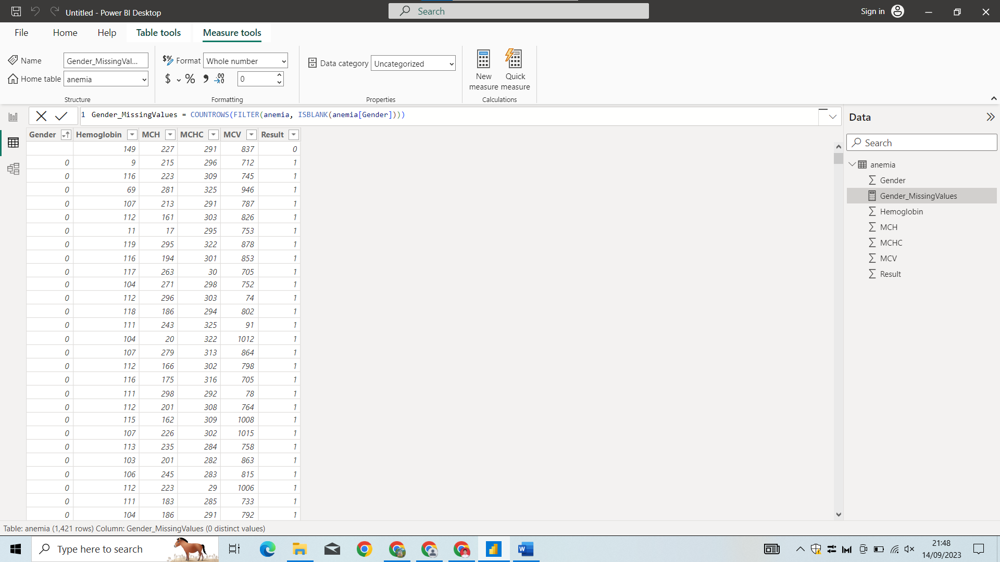 Untitled - Power BI Desktop
Search
Sign in
File Home Help Table tools Measure tools
Name Gender_MissingVal...
Home table anemia
Structure
Format Whole number
$ % , .00 0
Formatting
Data category Uncategorized
Properties
New measure
Quick measure
Calculations
1 Gender_MissingValues = COUNTROWS(FILTER(anemia, ISBLANK(anemia[Gender])))
Gender Hemoglobin MCH MCHC MCV Result
149 227 291 837 0
0 9 215 296 712 1
0 116 223 309 745 1
0 69 281 325 946 1
0 107 213 291 787 1
0 112 161 303 826 1
0 11 17 295 753 1
0 119 295 322 878 1
0 116 194 301 853 1
0 117 263 30 705 1
0 104 271 298 752 1
0 112 296 303 74 1
0 118 186 294 802 1
0 111 243 325 91 1
0 104 20 322 1012 1
0 107 279 313 864 1
0 112 166 302 798 1
0 116 175 316 705 1
0 111 298 292 78 1
0 112 201 308 764 1
0 115 162 309 1008 1
0 107 226 302 1015 1
0 113 235 284 758 1
0 103 201 282 863 1
0 106 245 283 815 1
0 112 223 29 1006 1
0 111 183 285 733 1
0 104 186 291 792 1
Data
Search
anemia
Gender
Gender_MissingValues
Hemoglobin
MCH
MCHC
MCV
Result
Table: anemia (1,421 rows) Column: Gender_MissingValues (0 distinct values)
Type here to search
21:48
14/09/2023